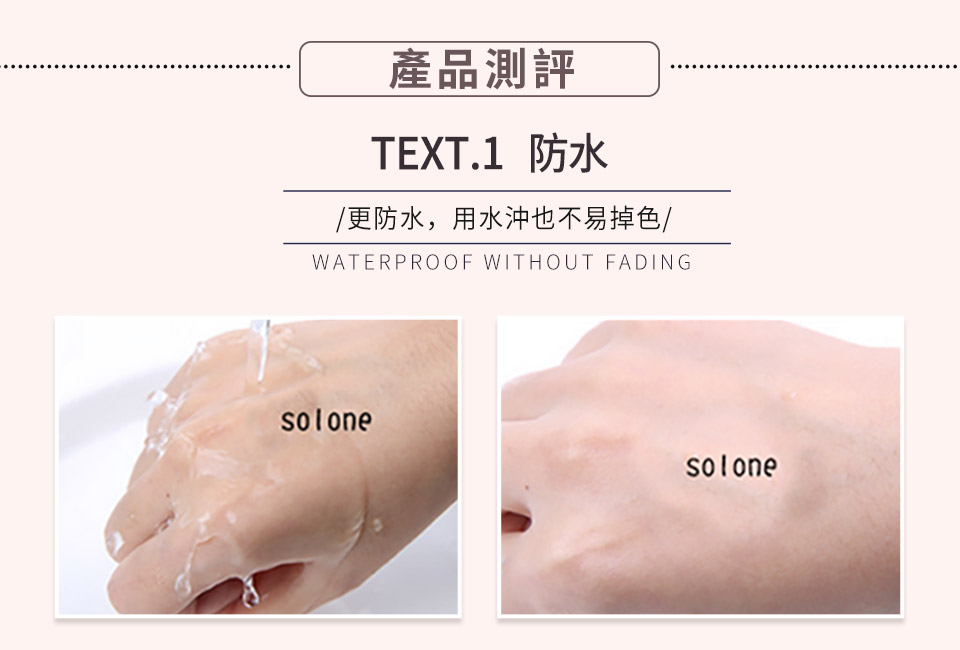 產品測評
TEXT.1 防水
/更防水，用水沖也不易掉色/
WATERPROOF WITHOUT FADING
solone
solone